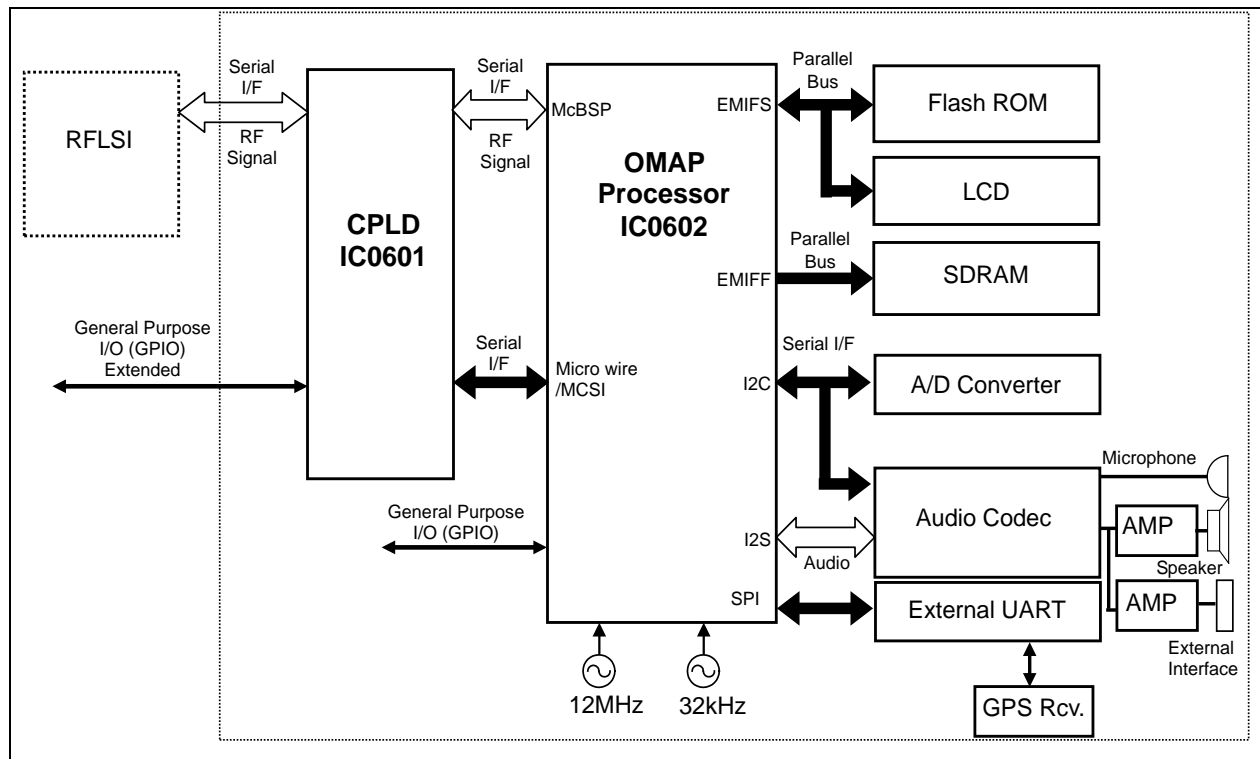 RFLSI
Serial
I/F
RF
Signal
General Purpose
I/O (GPIO)
Extended
CPLD
IC0601
Serial
I/F
RF
Signal
Serial
I/F
General Purpose
I/O (GPIO)
McBSP
OMAP
Processor
IC0602
Micro wire
/MCSI
EMIFS
EMIFF
I2C
I2S
SPI
12MHz
32kHz
Parallel
Bus
Flash ROM
LCD
Parallel
Bus
SDRAM
Serial I/F
A/D Converter
Audio Codec
Audio
External UART
GPS Rcv.
Microphone
AMP
Speaker
AMP
External
Interface